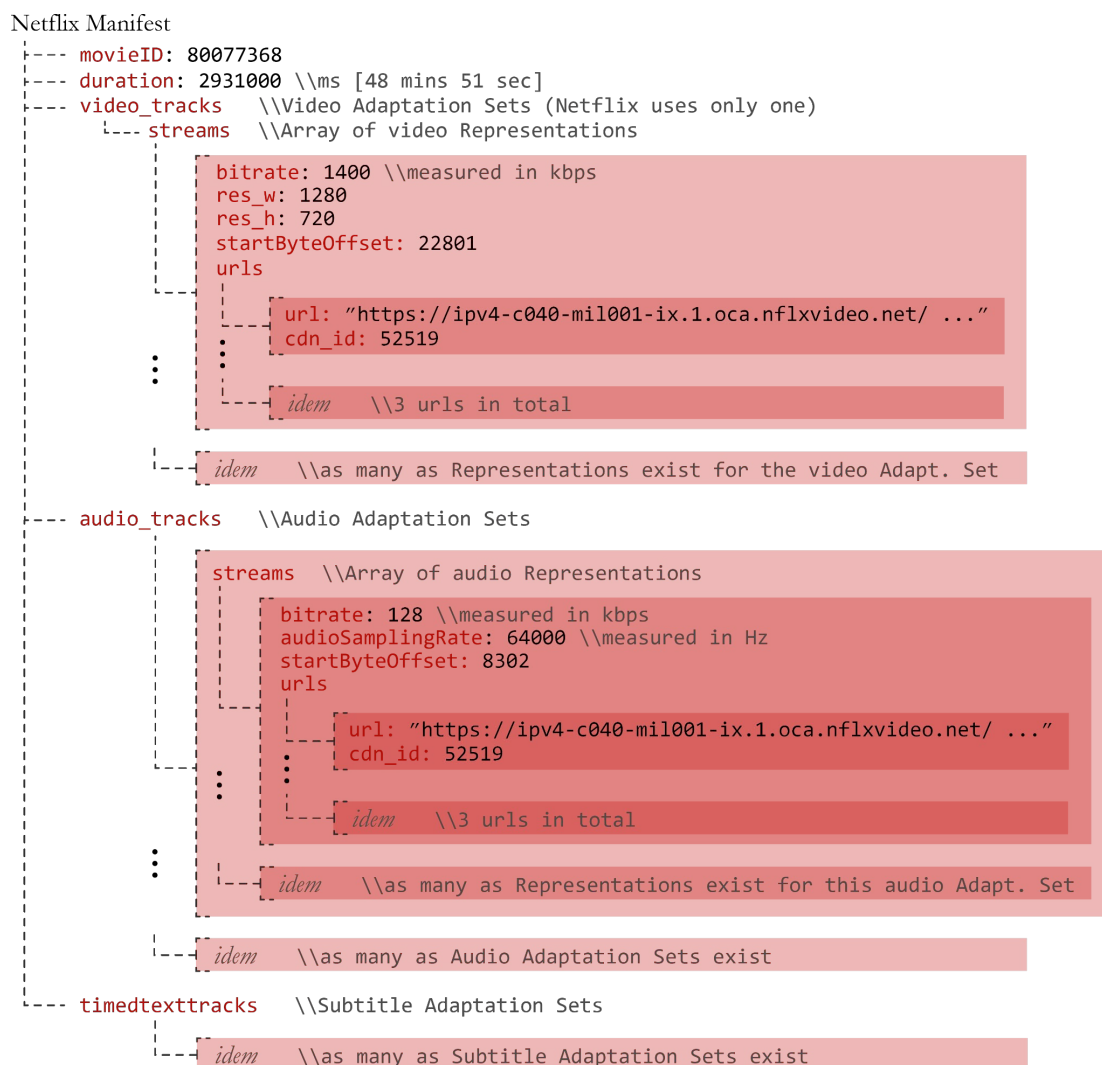 Netflix Manifest
movieID: 80077368
duration: 2931000 \\ms [48 mins 51 sec]
video_tracks \\Video Adaptation Sets (Netflix uses only one)
streams \\Array of video Representations
bitrate: 1400 \\measured in kbps
res_w: 1280
res_h: 720
startByteOffset: 22801
urls
url: ″https://ipv4-c040-mil001-ix.1.oca.nflxvideo.net/ ...″
cdn_id: 52519
idem \\3 urls in total
idem \\as many as Representations exist for the video Adapt. Set
audio_tracks \\Audio Adaptation Sets
streams \\Array of audio Representations
bitrate: 128 \\measured in kbps
audioSamplingRate: 64000 \\measured in Hz
startByteOffset: 8302
urls
url: ″https://ipv4-c040-mil001-ix.1.oca.nflxvideo.net/ ...″
cdn_id: 52519
idem \\3 urls in total
idem \\as many as Representations exist for this audio Adapt. Set
idem \\as many as Audio Adaptation Sets exist
timedtexttracks \\Subtitle Adaptation Sets
idem \\as many as Subtitle Adaptation Sets exist